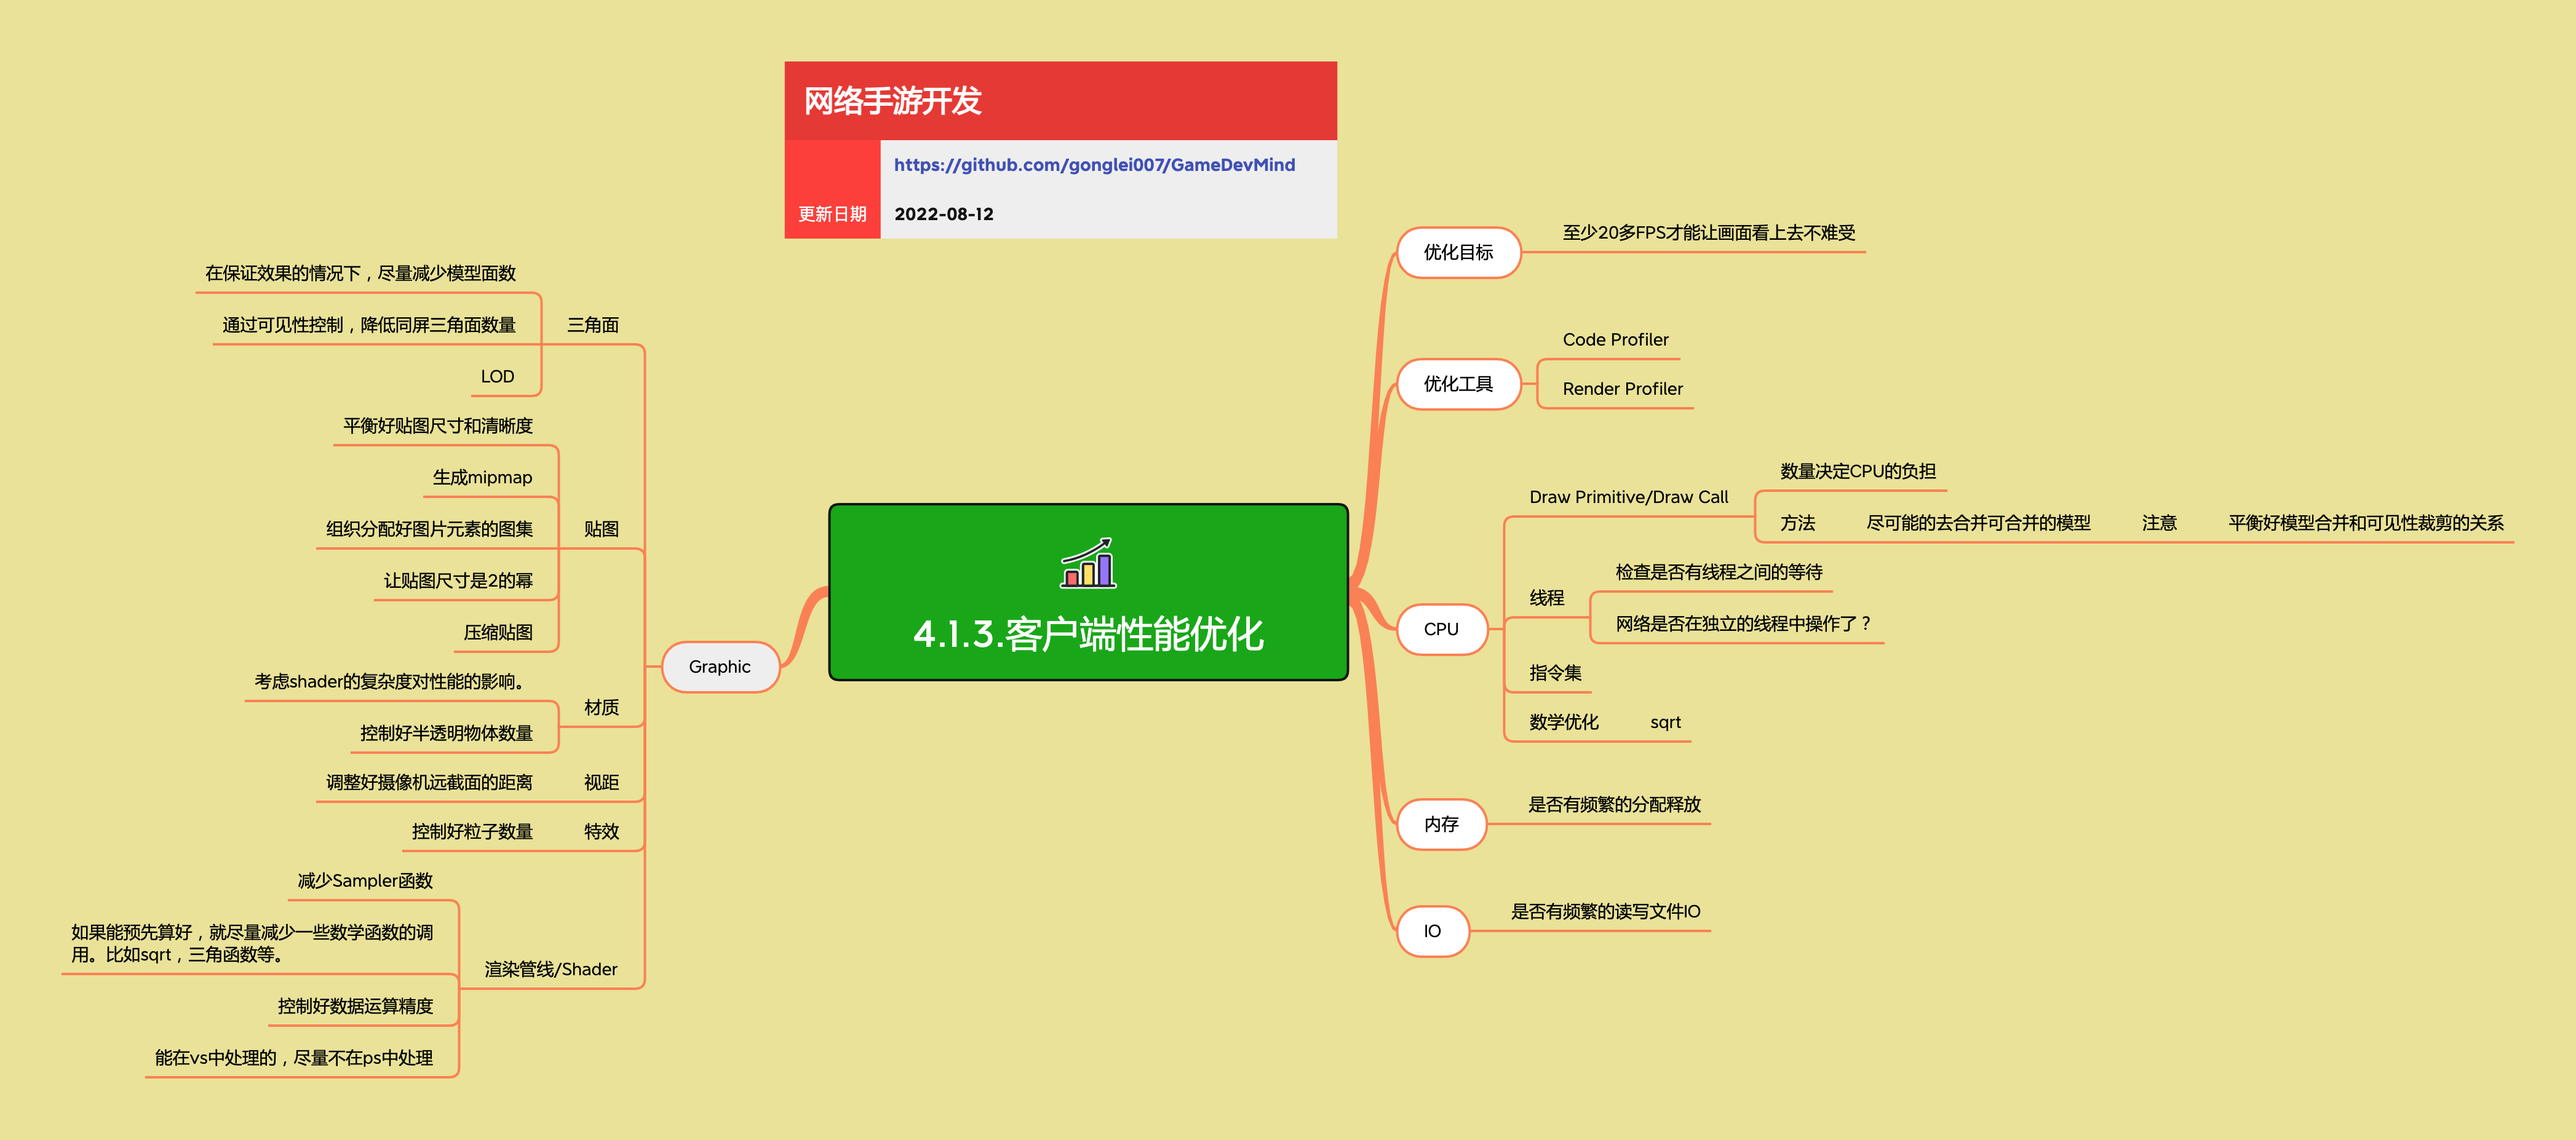 网络手游开发
https://github.com/gonglei007/GameDevMind
更新日期
2022-08-12
4.1.3.客户端性能优化
优化目标
至少20多FPS才能让画面看上去不难受
优化工具
Code Profiler
Render Profiler
CPU
Draw Primitive/Draw Call
数量决定CPU的负担
方法
尽可能的去合并可合并的模型
注意
平衡好模型合并和可见性裁剪的关系
线程
检查是否有线程之间的等待
网络是否在独立的线程中操作了？
指令集
数学优化
sqrt
内存
是否有频繁的分配释放
IO
是否有频繁的读写文件IO
Graphic
三角面
在保证效果的情况下，尽量减少模型面数
通过可见性控制，降低同屏三角面数量
LOD
贴图
平衡好贴图尺寸和清晰度
生成mipmap
组织分配好图片元素的图集
让贴图尺寸是2的幂
压缩贴图
材质
考虑shader的复杂度对性能的影响。
控制好半透明物体数量
视距
调整好摄像机远截面的距离
特效
控制好粒子数量
渲染管线/Shader
减少Sampler函数
如果能预先算好，就尽量减少一些数学函数的调
用。比如sqrt，三角函数等。
控制好数据运算精度
能在vs中处理的，尽量不在ps中处理